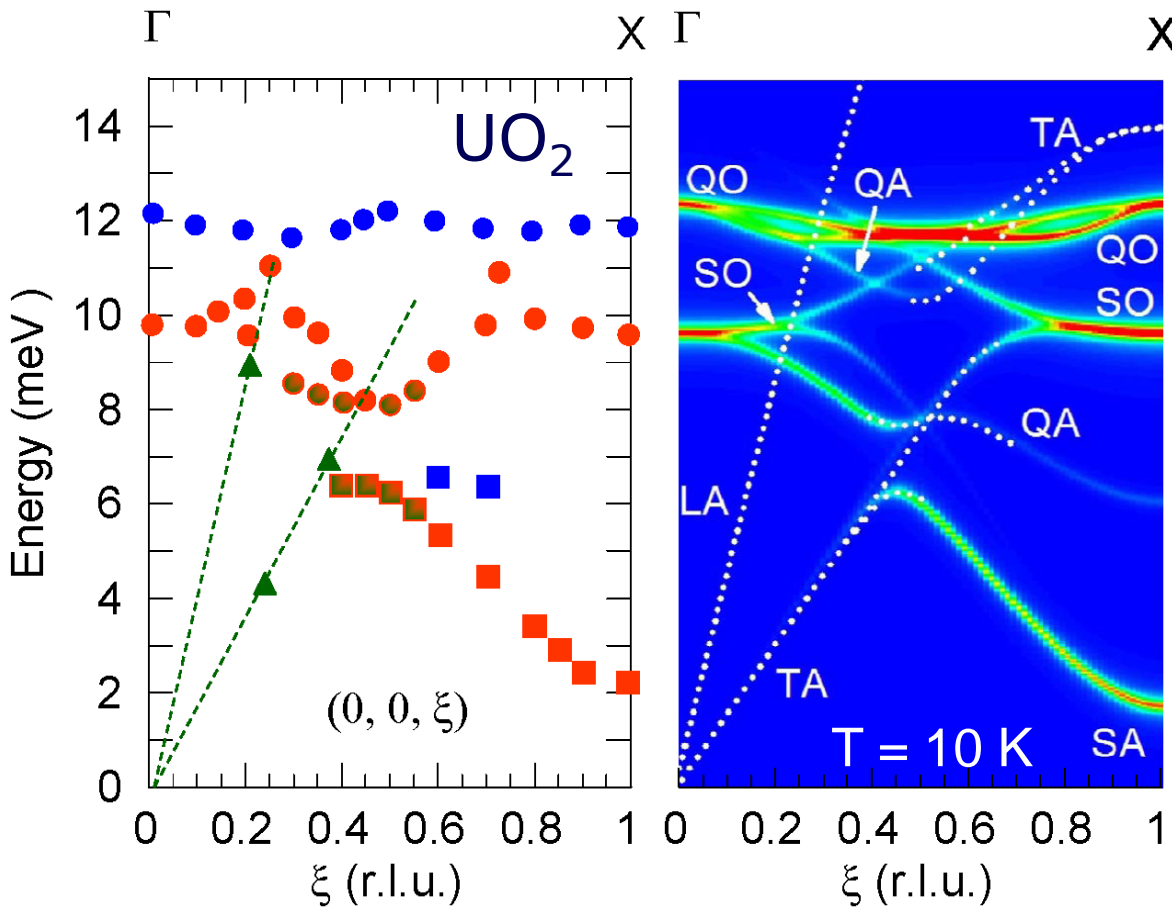 Γ
X
Γ
X
UO₂
14
12
10
8
6
4
2
0
Energy (meV)
(0, 0, ξ)
0
0.2
0.4
0.6
0.8
1
ξ (r.l.u.)
TA
QO
QA
QO
SO
SO
QA
LA
TA
SA
T = 10 K
0
0.2
0.4
0.6
0.8
1
ξ (r.l.u.)